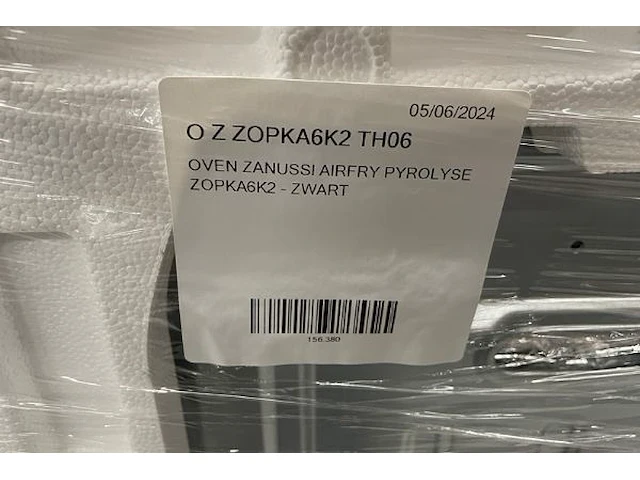 05/06/2024
O Z ZOPKA6K2 TH06
OVEN ZANUSSI AIRFRY PYROLYSE
ZOPKA6K2 - ZWART
156.380